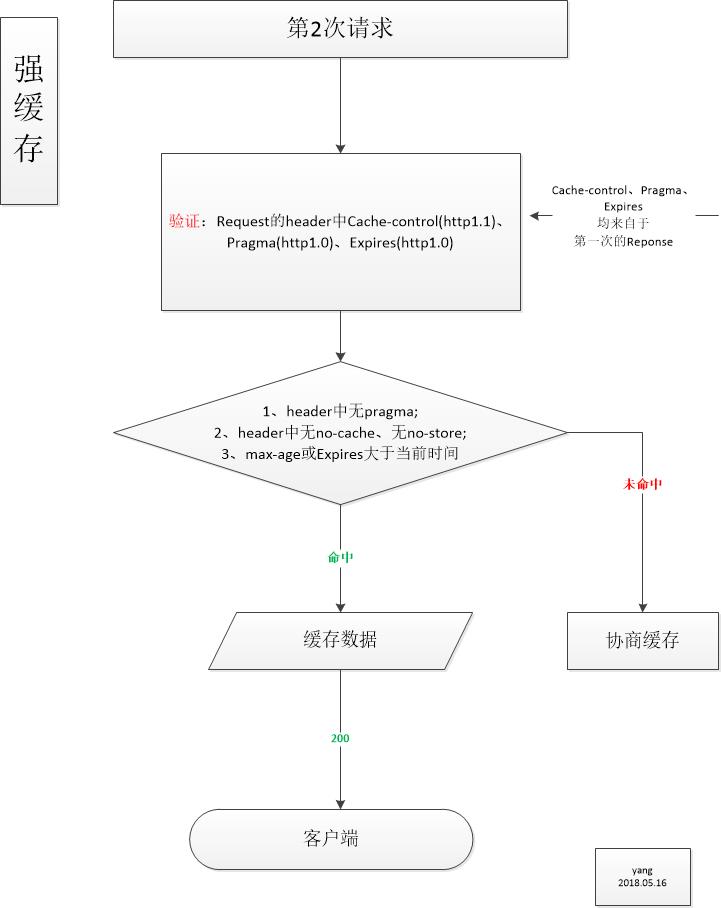 强缓存
第2次请求
验证：Request的header中Cache-control(http1.1)、
Pragma(http1.0)、Expires(http1.0)
Cache-control、Pragma、
Expires
均来自于
第一次的Reponse
1、header中无pragma;
2、header中无no-cache、无no-store;
3、max-age或Expires大于当前时间
未命中
命中
缓存数据
协商缓存
200
客户端
yang
2018.05.16